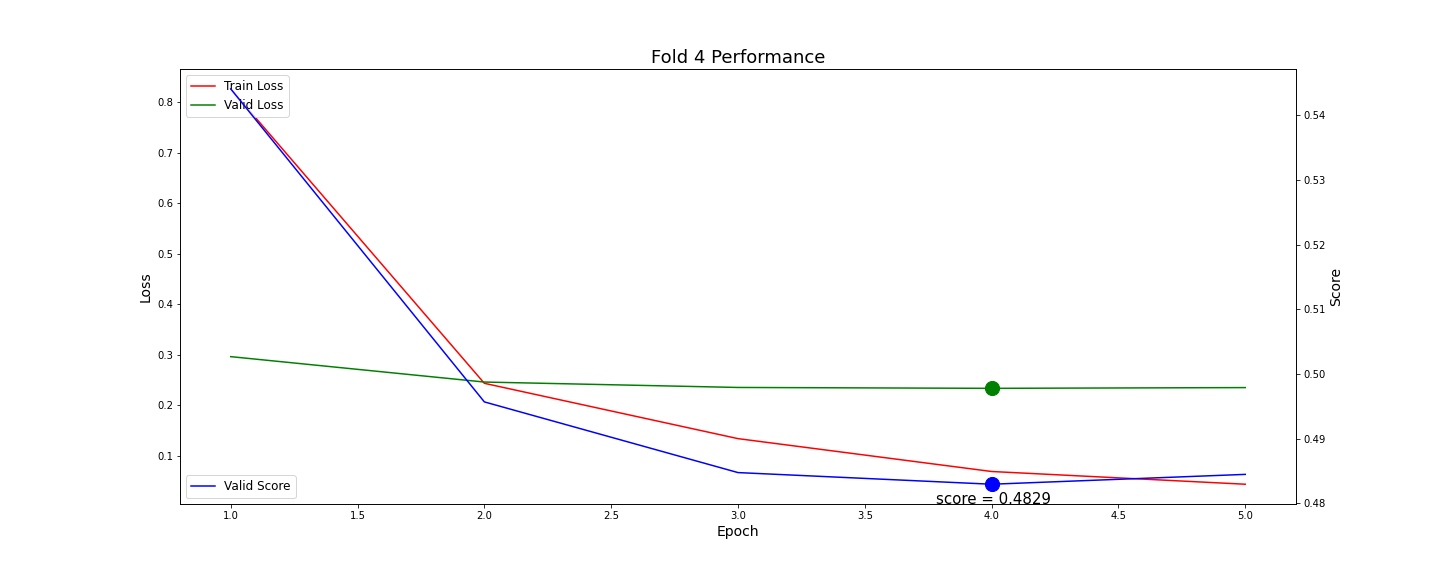 Fold 4 Performance
Train Loss
Valid Loss
0.8
0.7
0.6
0.5
0.4
0.3
0.2
0.1
Loss
0.54
0.53
0.52
0.51
0.50
0.49
0.48
Score
Valid Score
score = 0.4829
1.0 1.5 2.0 2.5 3.0 3.5 4.0 4.5 5.0
Epoch